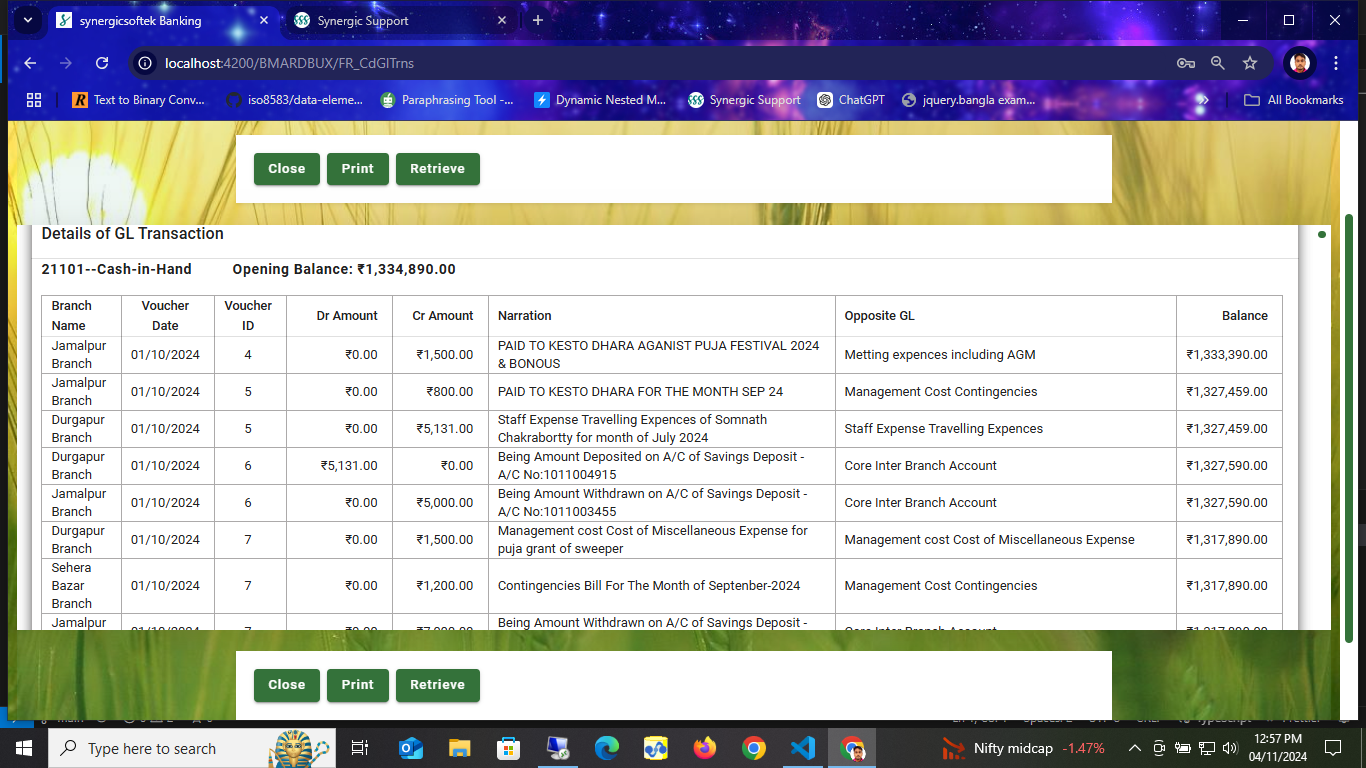 synergicsoftek Banking
Synergic Support
localhost:4200/BMARDBUX/FR_CdGlTrns
Text to Binary Conv... iso8583/data-eleme... Paraphrasing Tool -... Dynamic Nested M... Synergic Support ChatGPT jquery.bangla exam... All Bookmarks
Close Print Retrieve
Details of GL Transaction
21101--Cash-in-Hand Opening Balance: ₹1,334,890.00
Branch Name Voucher Date Voucher ID Dr Amount Cr Amount Narration Opposite GL Balance
Jamalpur Branch 01/10/2024 4 ₹0.00 ₹1,500.00 PAID TO KESTO DHARA AGANIST PUJA FESTIVAL 2024 & BONOUS Metting expences including AGM ₹1,333,390.00
Jamalpur Branch 01/10/2024 5 ₹0.00 ₹800.00 PAID TO KESTO DHARA FOR THE MONTH SEP 24 Management Cost Contingencies ₹1,327,459.00
Durgapur Branch 01/10/2024 5 ₹0.00 ₹5,131.00 Staff Expense Travelling Expences of Somnath Chakrabortty for month of July 2024 Staff Expense Travelling Expences ₹1,327,459.00
Durgapur Branch 01/10/2024 6 ₹5,131.00 ₹0.00 Being Amount Deposited on A/C of Savings Deposit - A/C No:1011004915 Core Inter Branch Account ₹1,327,590.00
Jamalpur Branch 01/10/2024 6 ₹0.00 ₹5,000.00 Being Amount Withdrawn on A/C of Savings Deposit - A/C No:1011003455 Core Inter Branch Account ₹1,327,590.00
Durgapur Branch 01/10/2024 7 ₹0.00 ₹1,500.00 Management cost Cost of Miscellaneous Expense for puja grant of sweeper Management cost Cost of Miscellaneous Expense ₹1,317,890.00
Sehera Bazar Branch 01/10/2024 7 ₹0.00 ₹1,200.00 Contingencies Bill For The Month of Septenber-2024 Management Cost Contingencies ₹1,317,890.00
Jamalpur Being Amount Withdrawn on A/C of Savings Deposit -
Close Print Retrieve
Type here to search
Nifty midcap -1.47%
12:57 PM
04/11/2024